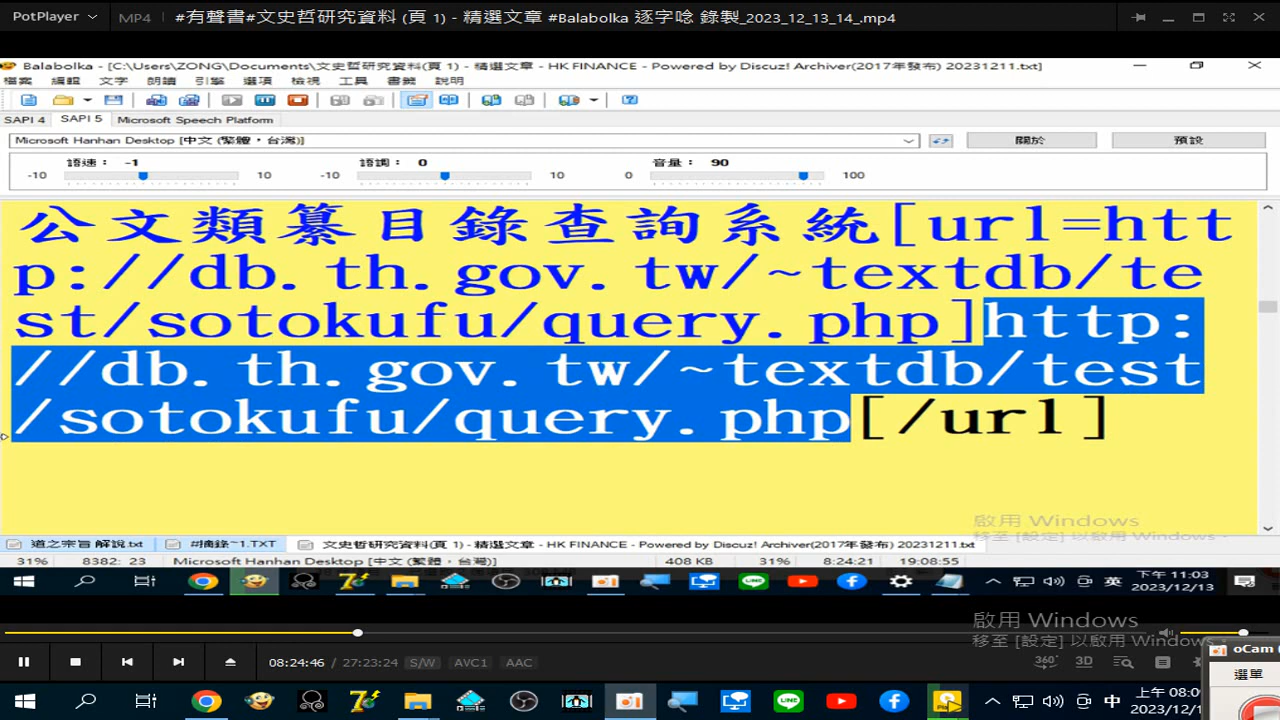 PotPlayer MP4 #有聲書#文史哲研究資料 (頁 1) - 精選文章 #Balabolka 逐字唸 錄製_2023_12_13_14_.mp4
Balabolka - [C:\Users\ZONG\Documents\文史哲研究資料(頁 1) - 精選文章 - HK FINANCE - Powered by Discuz! Archiver(2017年發布) 20231211.txt]
檔案 編輯 文字 朗讀 引擎 選項 檢視 工具 書籤 說明
SAPI 4 SAPI 5 Microsoft Speech Platform
Microsoft Hanhan Desktop [中文 (繁體，台灣)] 關於 預設
語速： -1 語調： 0 音量： 90
-10 10 -10 10 0 100
公文類纂目錄查詢系統[url=htt
p://db.th.gov.tw/~textdb/te
st/sotokufu/query.php]http:
//db.th.gov.tw/~textdb/test
/sotokufu/query.php[/url]
啟用 Windows
移至 [設定] 以啟用 Windows。
道之宗旨 解說.txt #摘錄~1.TXT 文史哲研究資料(頁 1) - 精選文章 - HK FINANCE - Powered by Discuz! Archiver(2017年發布) 20231211.txt
31% 8382: 23 Microsoft Hanhan Desktop [中文 (繁體，台灣)] 408 KB 31% 8:24:21 19:08:55
英 下午 11:03
2023/12/13
啟用 Windows
移至 [設定] 以啟用 Windows。
oCam (
08:24:46 / 27:23:24 S/W AVC1 AAC 360° 3D
選單
中 上午 08:0
2023/12/1